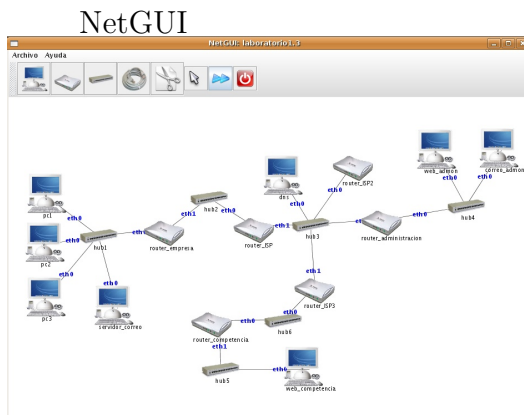 NetGUI
NetGUI: laboratorio1.3
Archivo Ayuda
web_admon
correo_admon
eth0
eth0
router_ISP2
dns
eth0
eth0
pc1
eth0
hub2
eth1
eth0
eth1
eth0
hub4
pc2
eth0
hub1
router_empresa
router_ISP
hub3
router_administracion
eth0
eth0
eth1
pc3
servidor_correo
router_ISP3
eth0
eth0
hub6
router_competencia
eth1
hub5
eth0
web_competencia